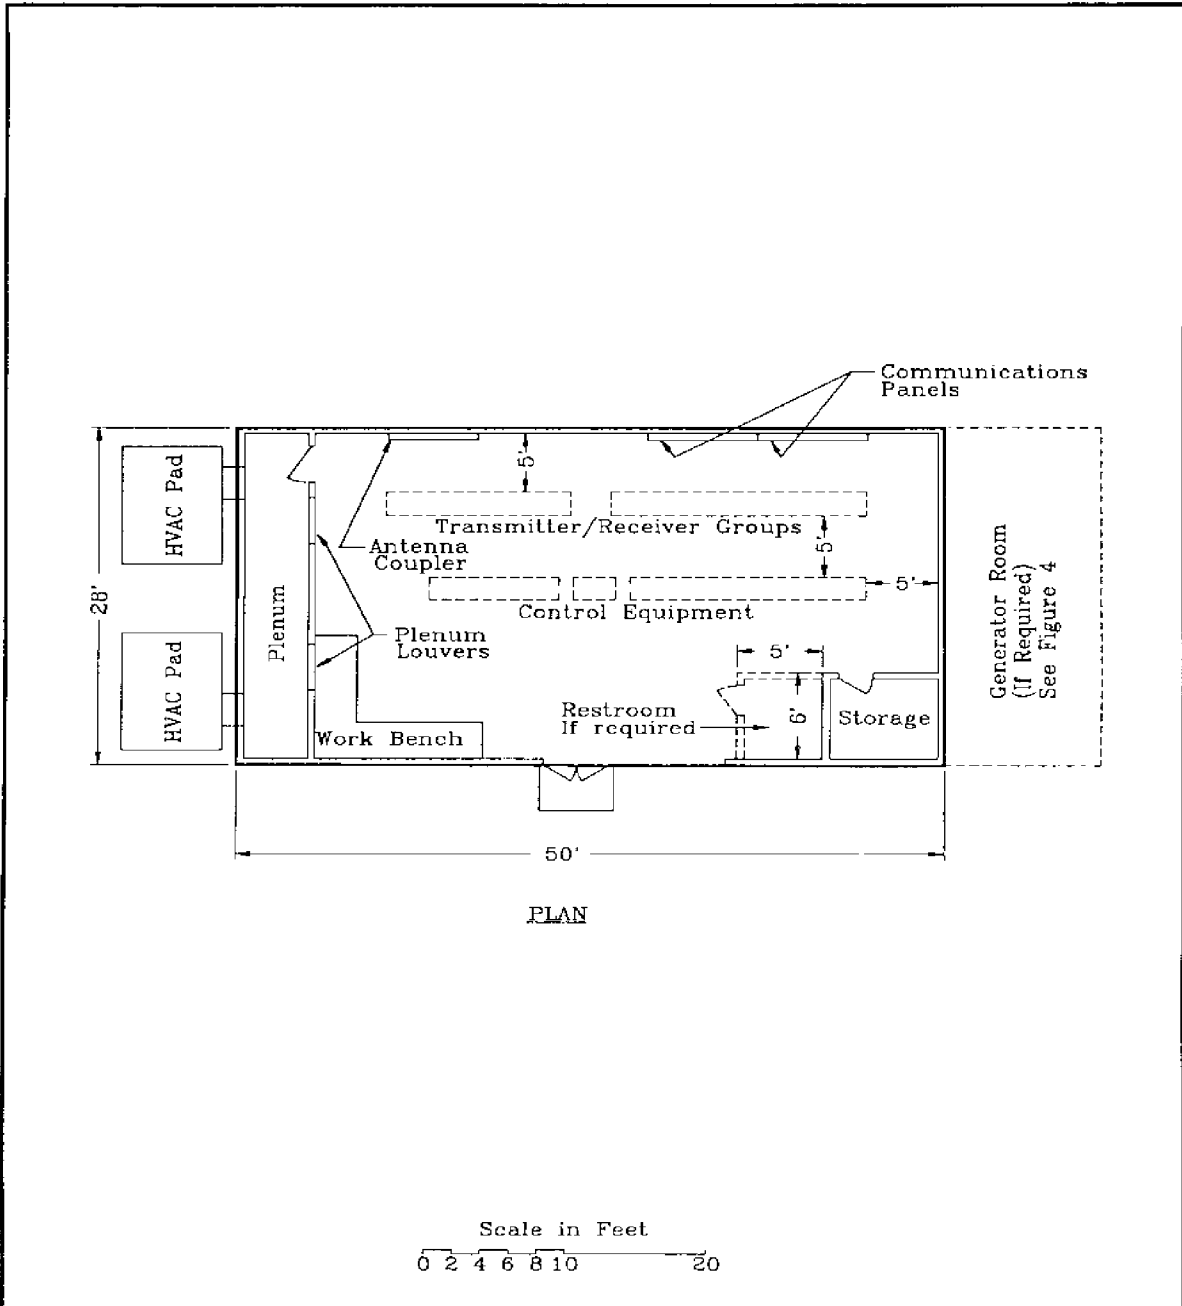 Communications
Panels
HVAC Pad
5'
Transmitter/Receiver Groups
Antenna
Coupler
5'
5'
Control Equipment
28'
Plenum
Plenum
Louvers
HVAC Pad
5'
Restroom
If required
6'
Storage
Work Bench
Generator Room
(If Required)
See Figure 4
50'
PLAN
Scale in Feet
0 2 4 6 8 10 20